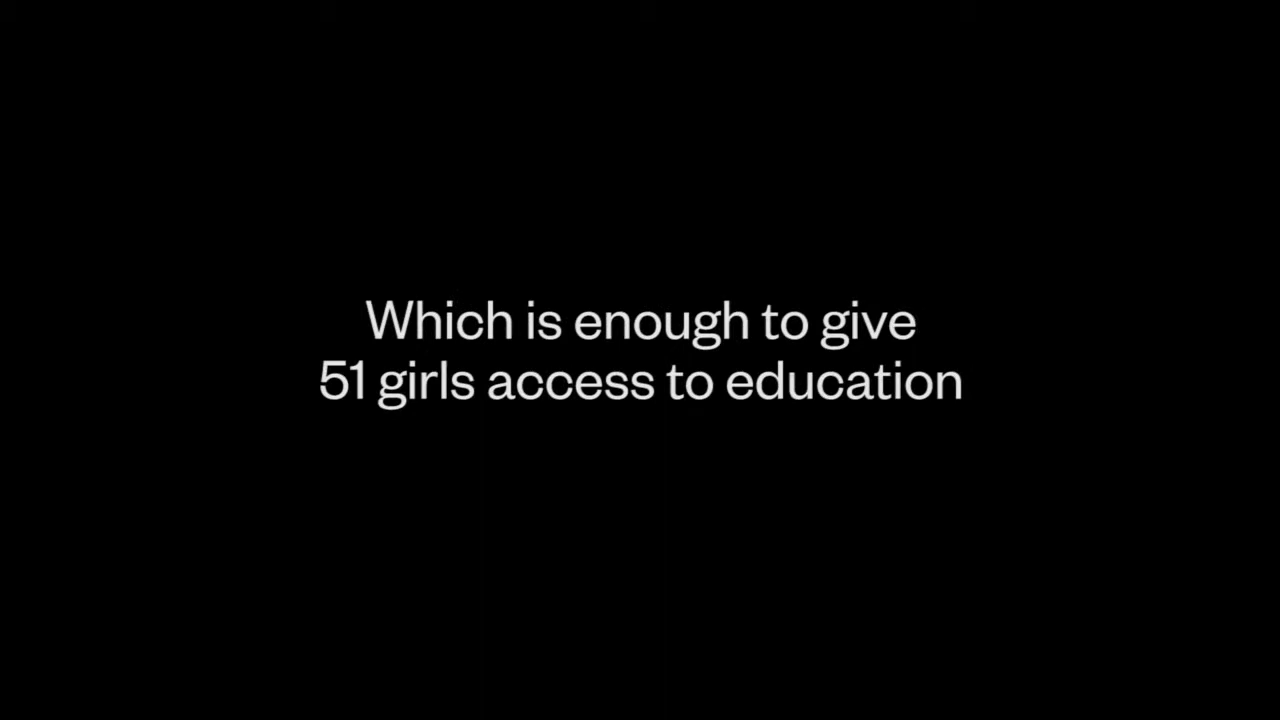 Which is enough to give
51 girls access to education